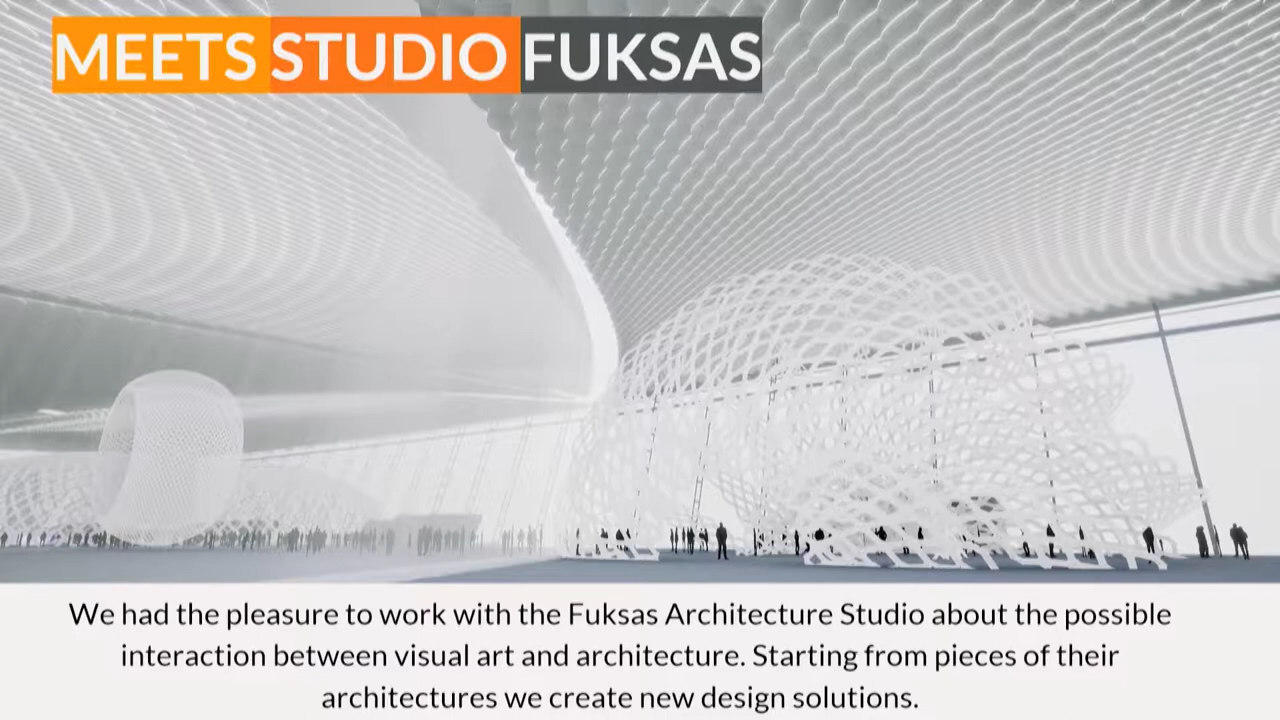 MEETS STUDIO FUKSAS
We had the pleasure to work with the Fuksas Architecture Studio about the possible
interaction between visual art and architecture. Starting from pieces of their
architectures we create new design solutions.